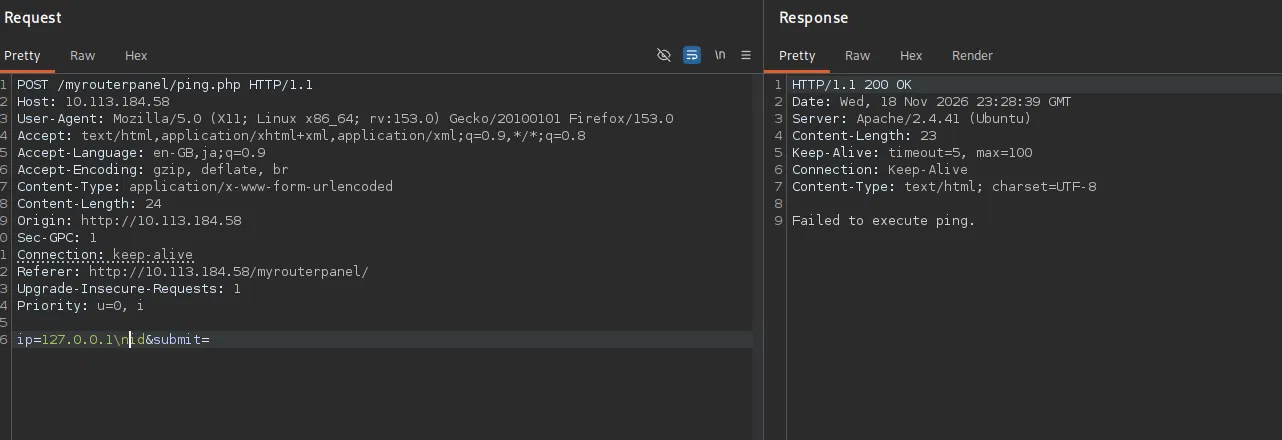 Request
Pretty Raw Hex
\n
1 POST /myrouterpanel/ping.php HTTP/1.1
2 Host: 10.113.184.58
3 User-Agent: Mozilla/5.0 (X11; Linux x86_64; rv:153.0) Gecko/20100101 Firefox/153.0
4 Accept: text/html,application/xhtml+xml,application/xml;q=0.9,*/*;q=0.8
5 Accept-Language: en-GB,ja;q=0.9
6 Accept-Encoding: gzip, deflate, br
7 Content-Type: application/x-www-form-urlencoded
8 Content-Length: 24
9 Origin: http://10.113.184.58
0 Sec-GPC: 1
1 Connection: keep-alive
2 Referer: http://10.113.184.58/myrouterpanel/
3 Upgrade-Insecure-Requests: 1
4 Priority: u=0, i
5
6 ip=127.0.0.1\nid&submit=
Response
Pretty Raw Hex Render
1 HTTP/1.1 200 OK
2 Date: Wed, 18 Nov 2026 23:28:39 GMT
3 Server: Apache/2.4.41 (Ubuntu)
4 Content-Length: 23
5 Keep-Alive: timeout=5, max=100
6 Connection: Keep-Alive
7 Content-Type: text/html; charset=UTF-8
8
9 Failed to execute ping.